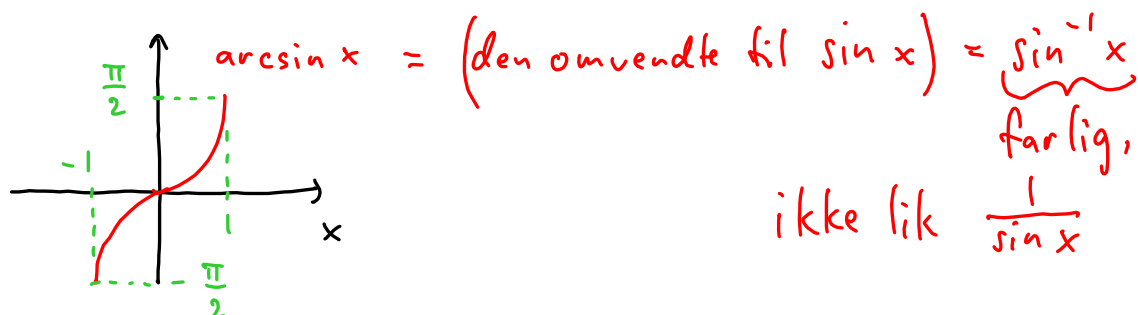 arcsin x = (den omvendte til sin x) = sin⁻¹ x
farlig,
ikke lik 1/sin x
π/2
-1
1
x
- π/2